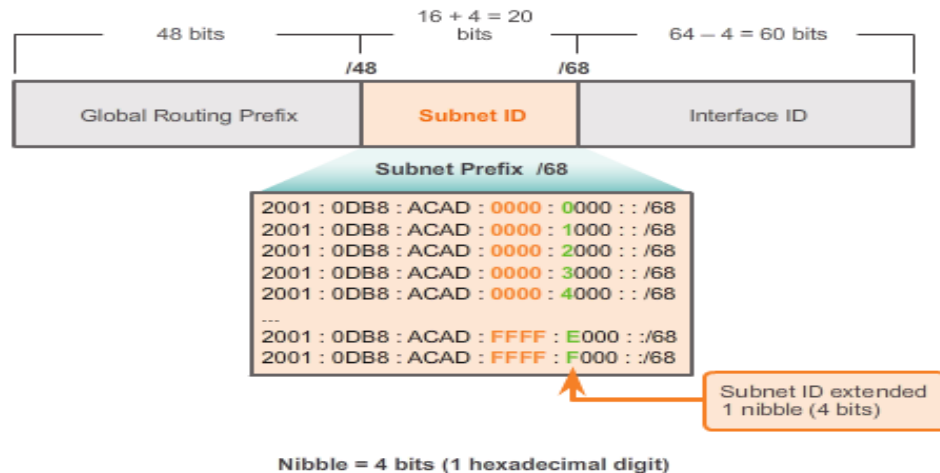 48 bits
16 + 4 = 20
bits
64 – 4 = 60 bits
/48
/68
Global Routing Prefix
Subnet ID
Interface ID
Subnet Prefix /68
2001 : 0DB8 : ACAD : 0000 : 0000 : : /68
2001 : 0DB8 : ACAD : 0000 : 1000 : : /68
2001 : 0DB8 : ACAD : 0000 : 2000 : : /68
2001 : 0DB8 : ACAD : 0000 : 3000 : : /68
2001 : 0DB8 : ACAD : 0000 : 4000 : : /68
...
2001 : 0DB8 : ACAD : FFFF : E000 : :/68
2001 : 0DB8 : ACAD : FFFF : F000 : :/68
Subnet ID extended
1 nibble (4 bits)
Nibble = 4 bits (1 hexadecimal digit)